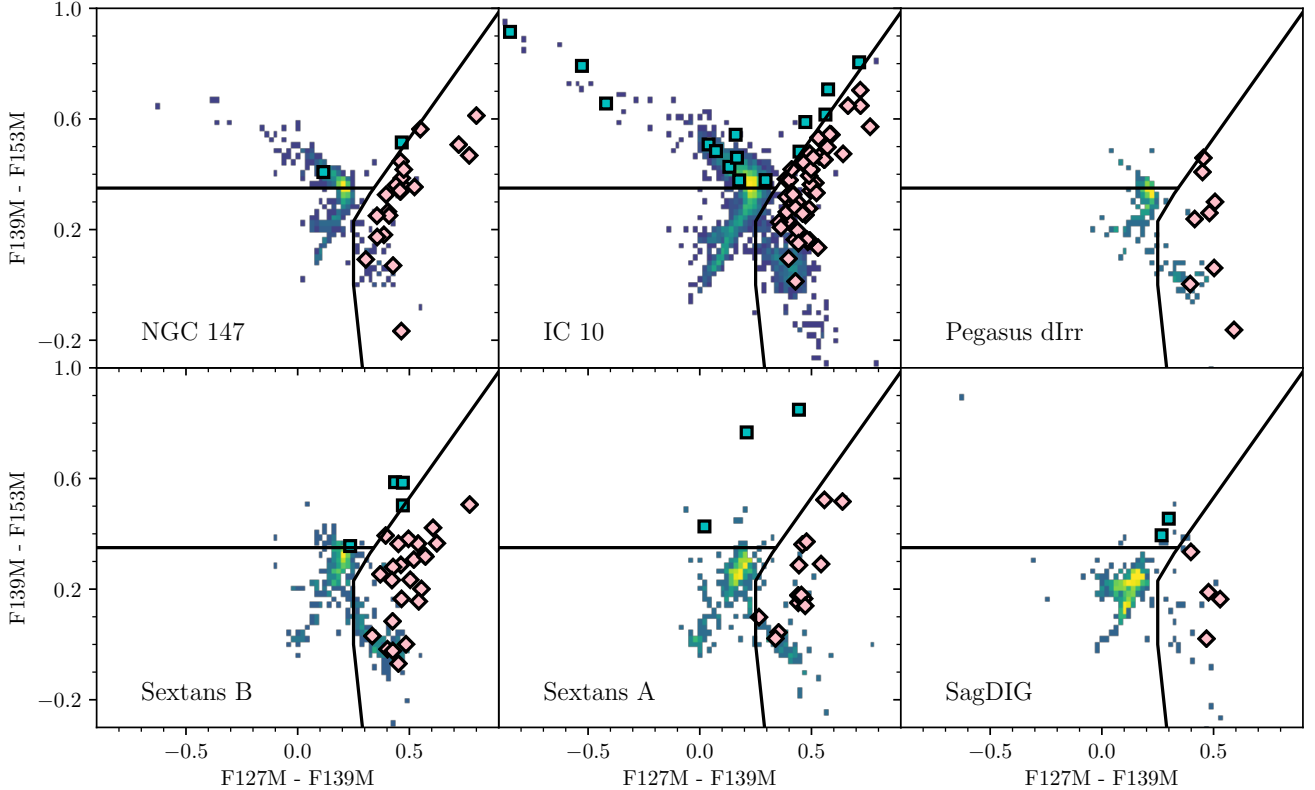 1.0
0.6
0.2
−0.2
F139M - F153M
NGC 147
IC 10
Pegasus dIrr
1.0
0.6
0.2
−0.2
F139M - F153M
Sextans B
Sextans A
SagDIG
−0.5 0.0 0.5
−0.5 0.0 0.5
−0.5 0.0 0.5
F127M - F139M
F127M - F139M
F127M - F139M